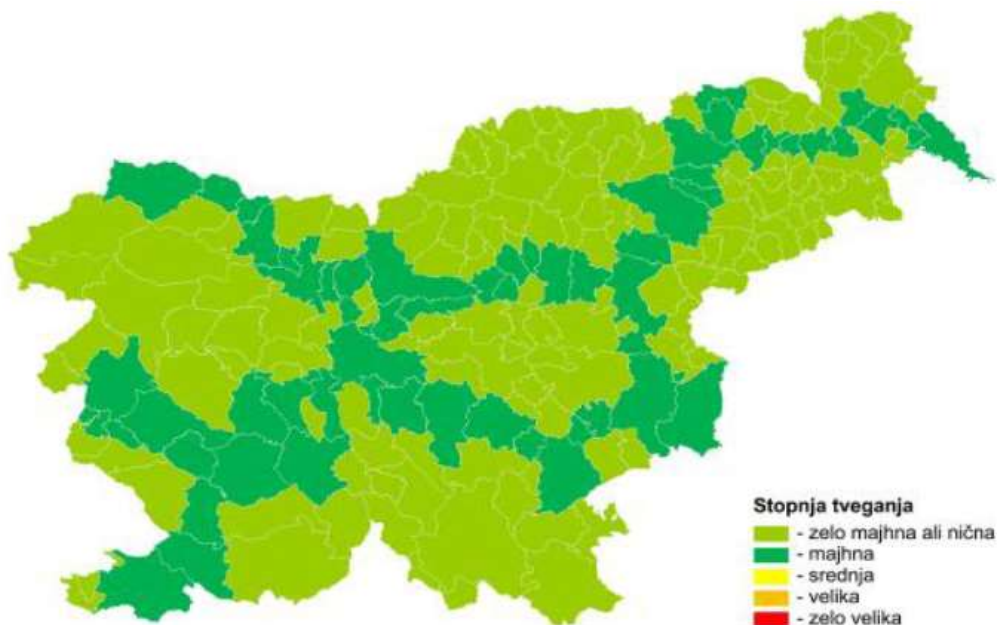 Stopnja tveganja
- zelo majhna ali nična
- majhna
- srednja
- velika
- zelo velika